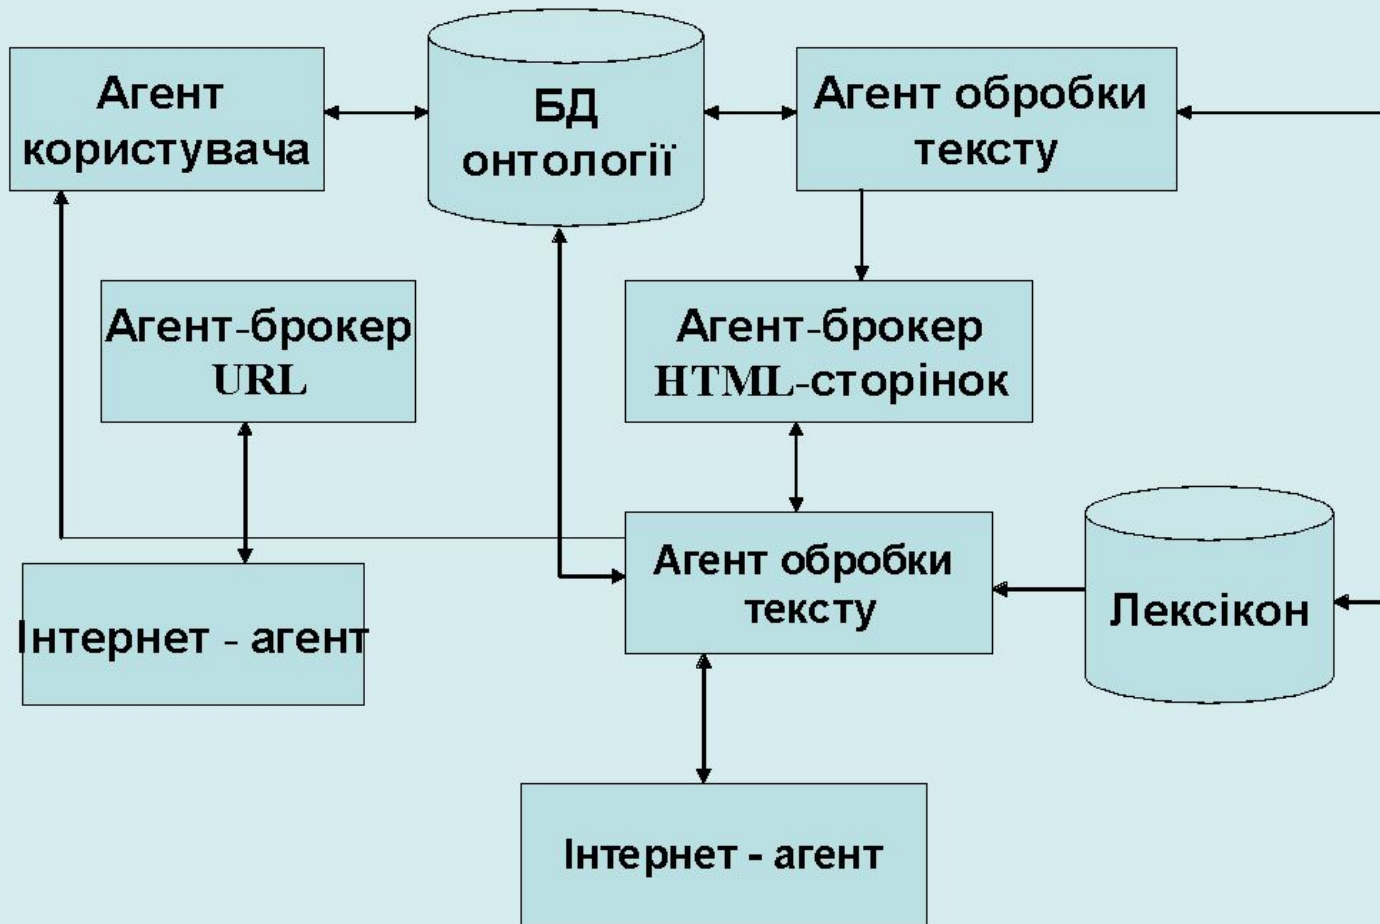 Агент
користувача
БД
онтології
Агент обробки
тексту
Агент-брокер
URL
Агент-брокер
HTML-сторінок
Інтернет - агент
Агент обробки
тексту
Лексікон
Інтернет - агент